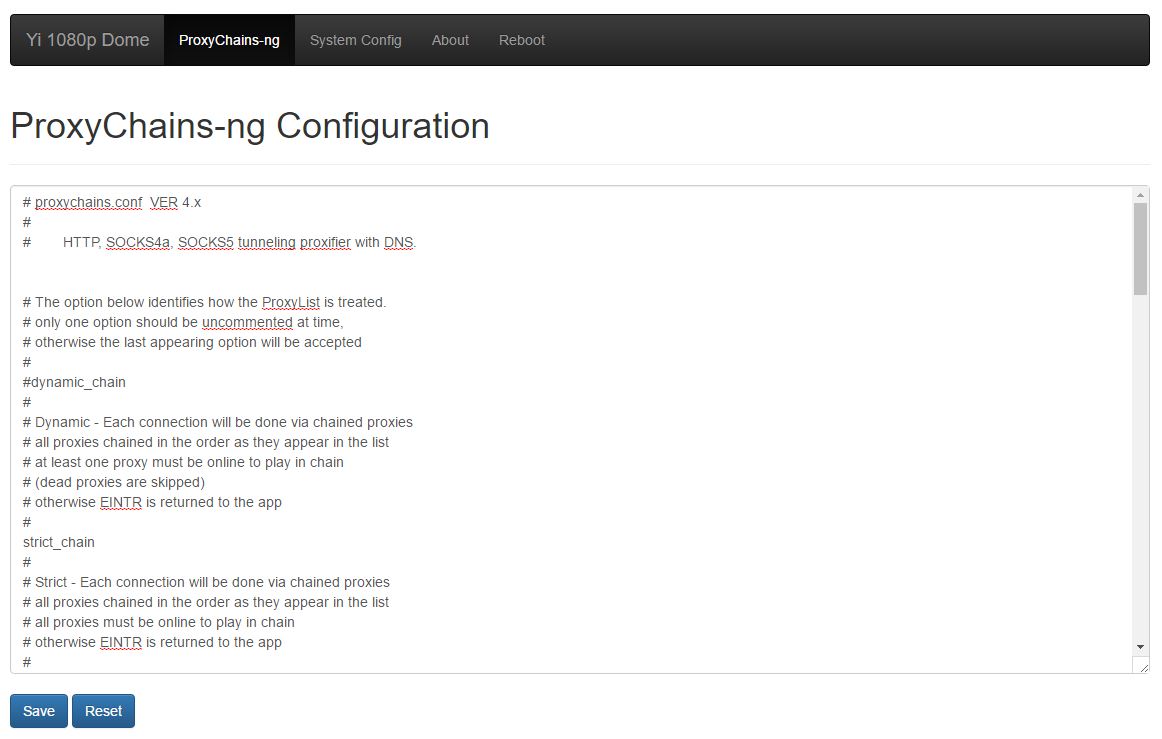 Yi 1080p Dome ProxyChains-ng System Config About Reboot
ProxyChains-ng Configuration
# proxychains.conf  VER 4.x
#
#        HTTP, SOCKS4a, SOCKS5 tunneling proxifier with DNS.
# The option below identifies how the ProxyList is treated.
# only one option should be uncommented at time,
# otherwise the last appearing option will be accepted
#
#dynamic_chain
#
# Dynamic - Each connection will be done via chained proxies
# all proxies chained in the order as they appear in the list
# at least one proxy must be online to play in chain
# (dead proxies are skipped)
# otherwise EINTR is returned to the app
#
strict_chain
#
# Strict - Each connection will be done via chained proxies
# all proxies chained in the order as they appear in the list
# all proxies must be online to play in chain
# otherwise EINTR is returned to the app
#
Save Reset